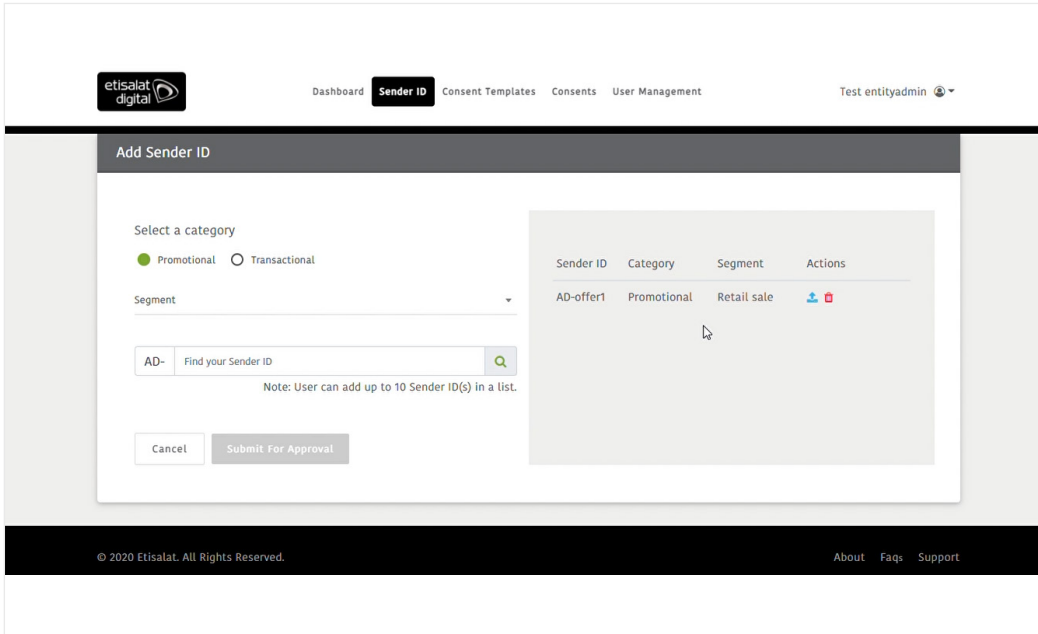 etisalat
digital
Dashboard Sender ID Consent Templates Consents User Management Test entityadmin
Add Sender ID
Select a category
Promotional Transactional
Segment
AD- Find your Sender ID
Note: User can add up to 10 Sender ID(s) in a list.
Cancel Submit For Approval
Sender ID Category Segment Actions
AD-offer1 Promotional Retail sale
© 2020 Etisalat. All Rights Reserved. About Faqs Support